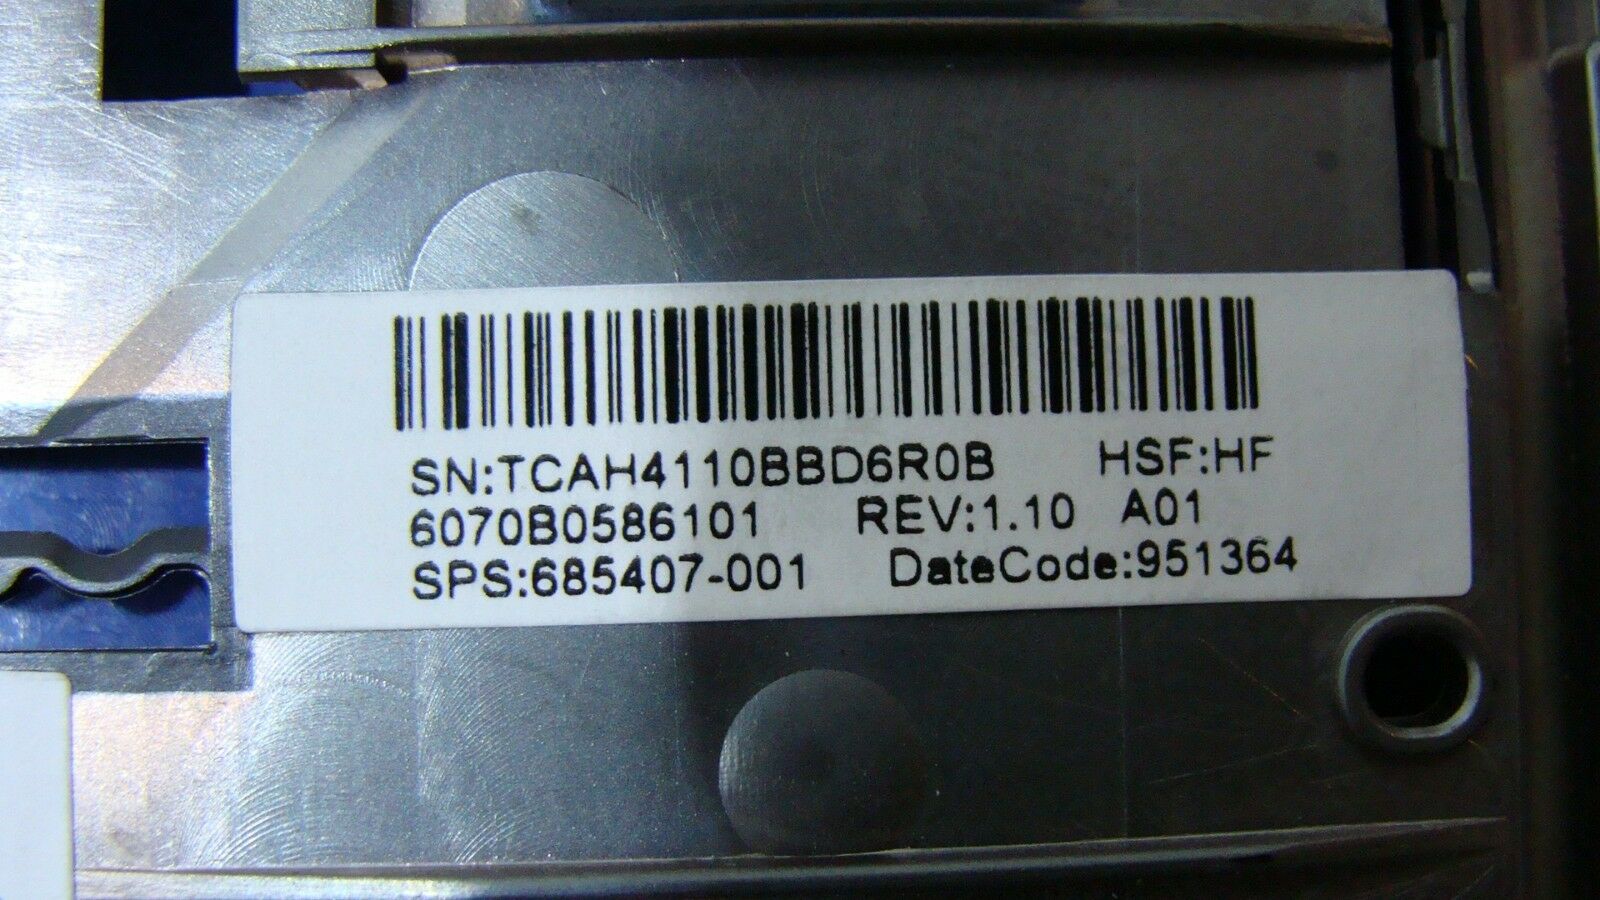 SN:TCAH4110BBD6R0B HSF:HF
6070B0586101 REV:1.10 A01
SPS:685407-001 DateCode:951364